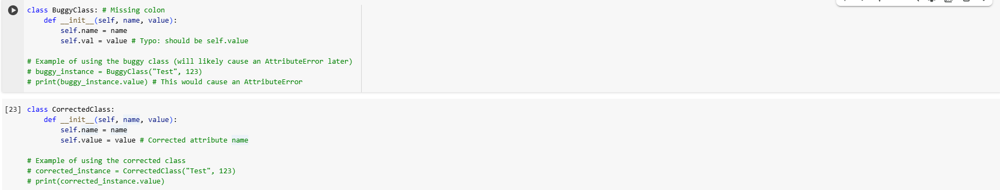 class BuggyClass: # Missing colon
    def __init__(self, name, value):
        self.name = name
        self.val = value # Typo: should be self.value

# Example of using the buggy class (will likely cause an AttributeError later)
# buggy_instance = BuggyClass("Test", 123)
# print(buggy_instance.value) # This would cause an AttributeError
[23] class CorrectedClass:
    def __init__(self, name, value):
        self.name = name
        self.value = value # Corrected attribute name

# Example of using the corrected class
# corrected_instance = CorrectedClass("Test", 123)
# print(corrected_instance.value)